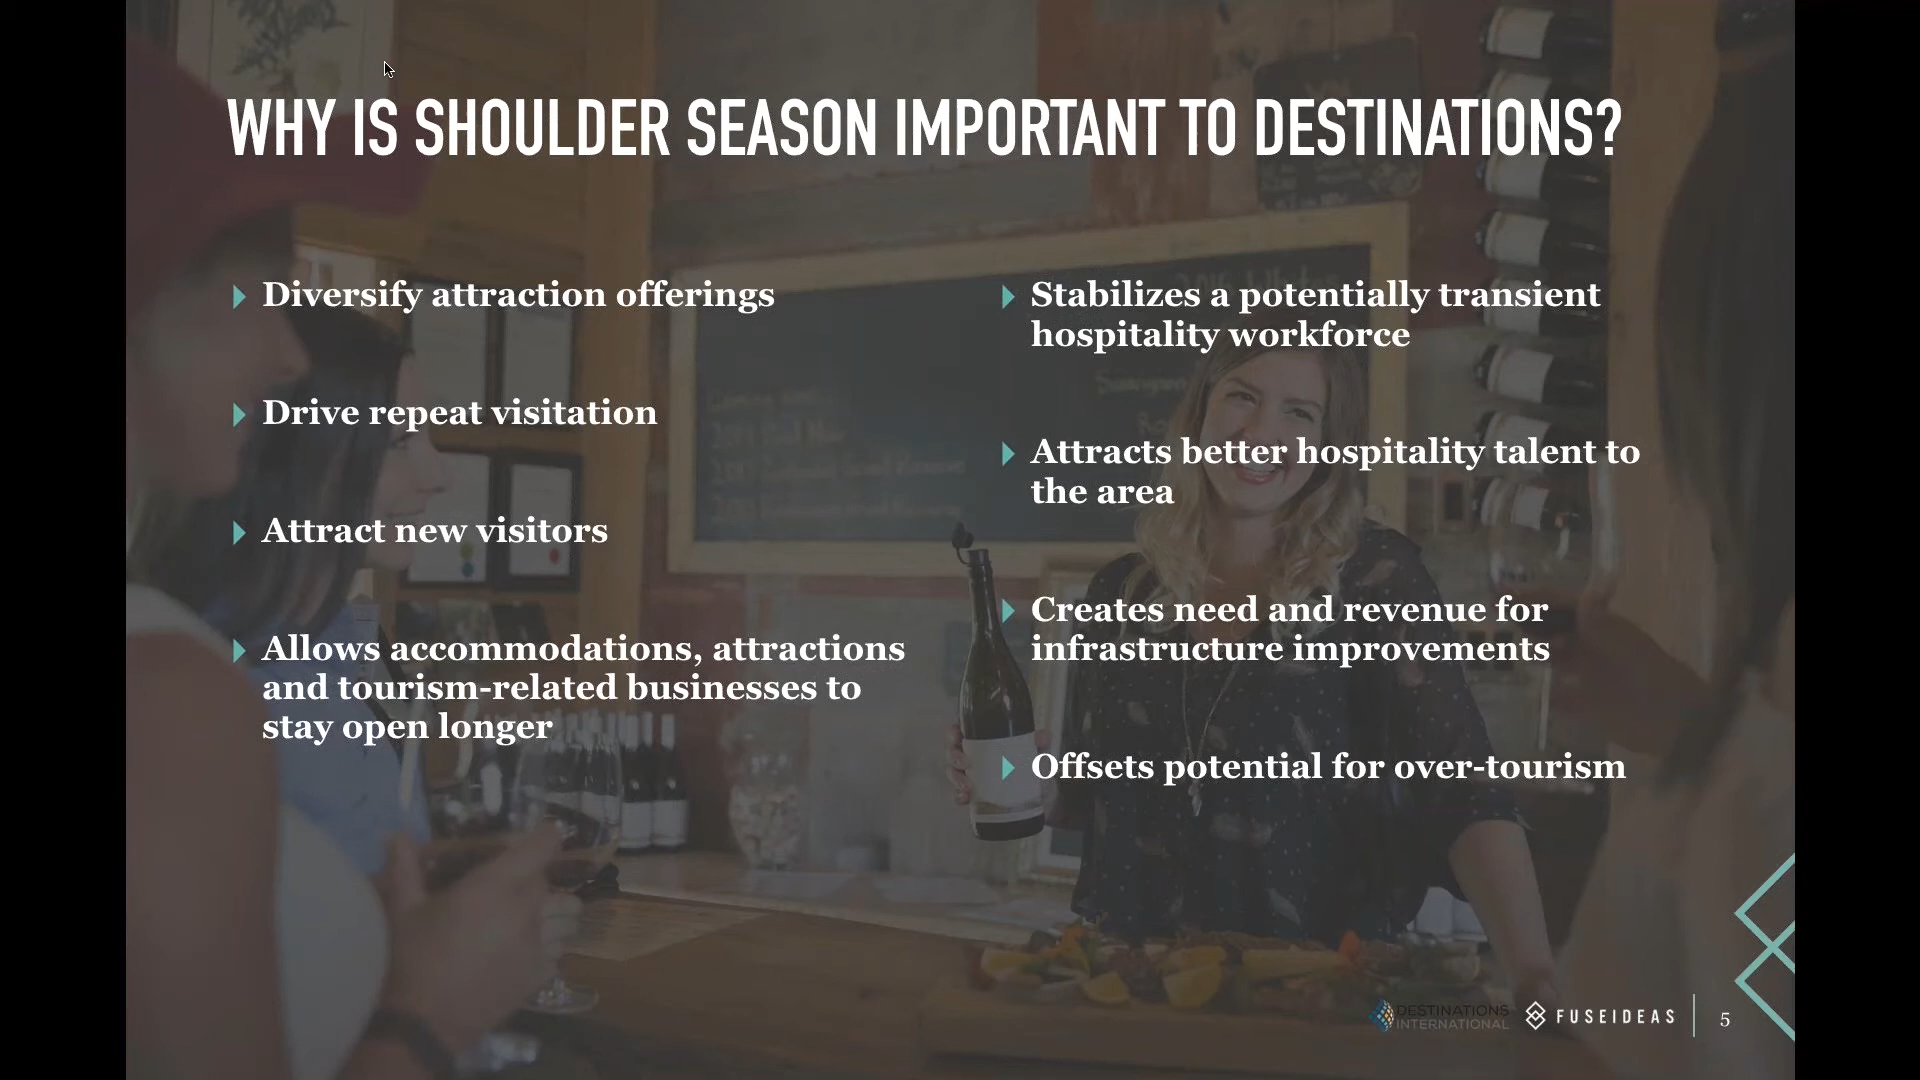 WHY IS SHOULDER SEASON IMPORTANT TO DESTINATIONS?
Diversify attraction offerings
Drive repeat visitation
Attract new visitors
Allows accommodations, attractions
and tourism-related businesses to
stay open longer
Stabilizes a potentially transient
hospitality workforce
Attracts better hospitality talent to
the area
Creates need and revenue for
infrastructure improvements
Offsets potential for over-tourism
DESTINATIONS
INTERNATIONAL
FUSEIDEAS
5